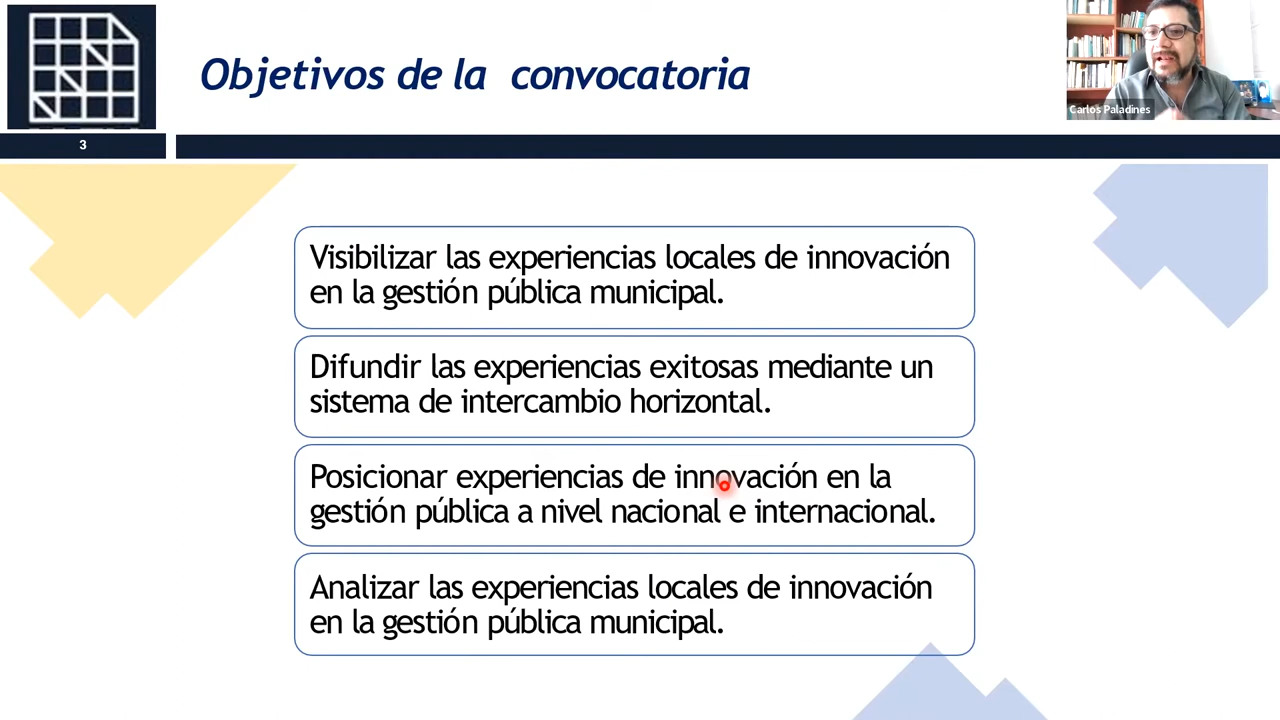 Objetivos de la convocatoria
Carlos Paladines
3
Visibilizar las experiencias locales de innovación
en la gestión pública municipal.
Difundir las experiencias exitosas mediante un
sistema de intercambio horizontal.
Posicionar experiencias de innovación en la
gestión pública a nivel nacional e internacional.
Analizar las experiencias locales de innovación
en la gestión pública municipal.